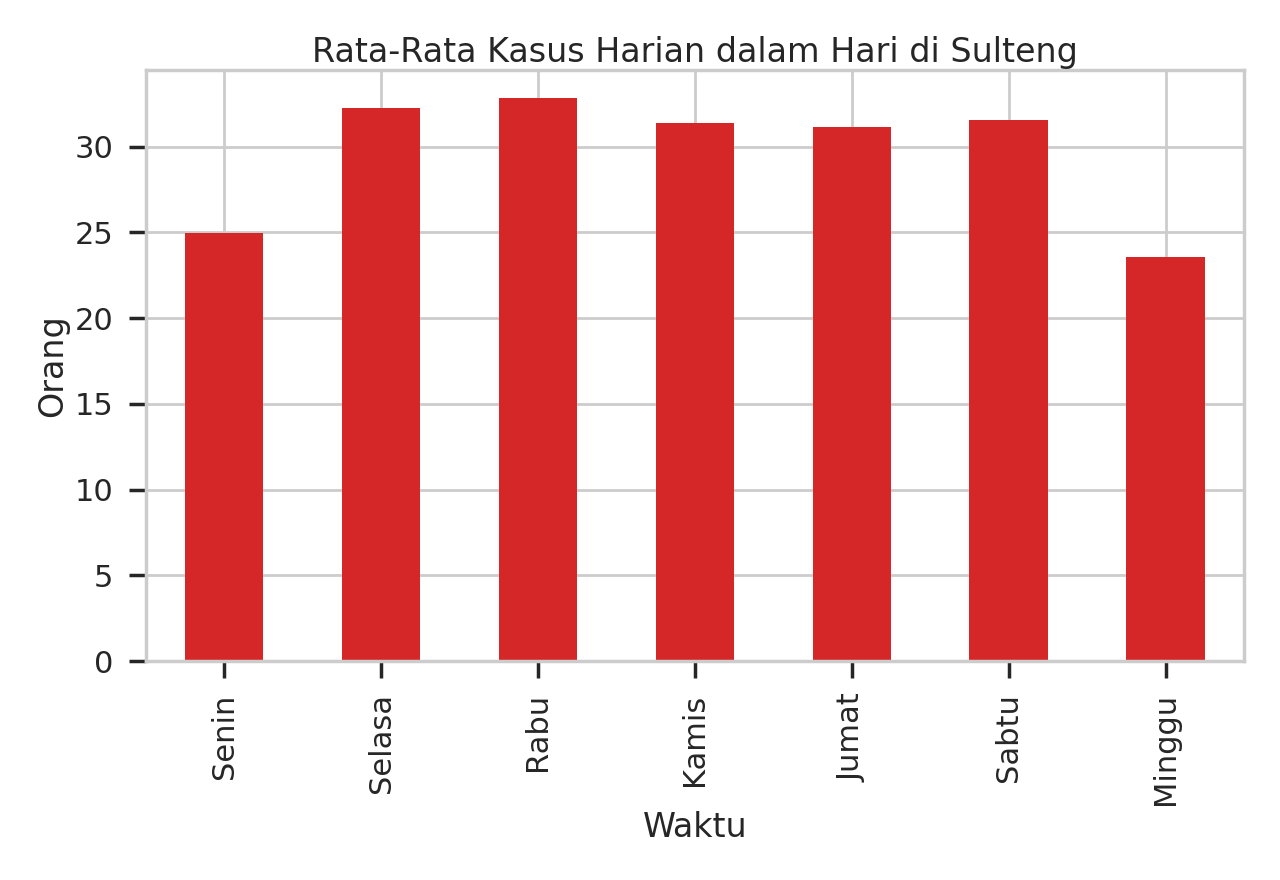 Rata-Rata Kasus Harian dalam Hari di Sulteng
Orang
30
25
20
15
10
5
0
Senin
Selasa
Rabu
Kamis
Jumat
Sabtu
Minggu
Waktu